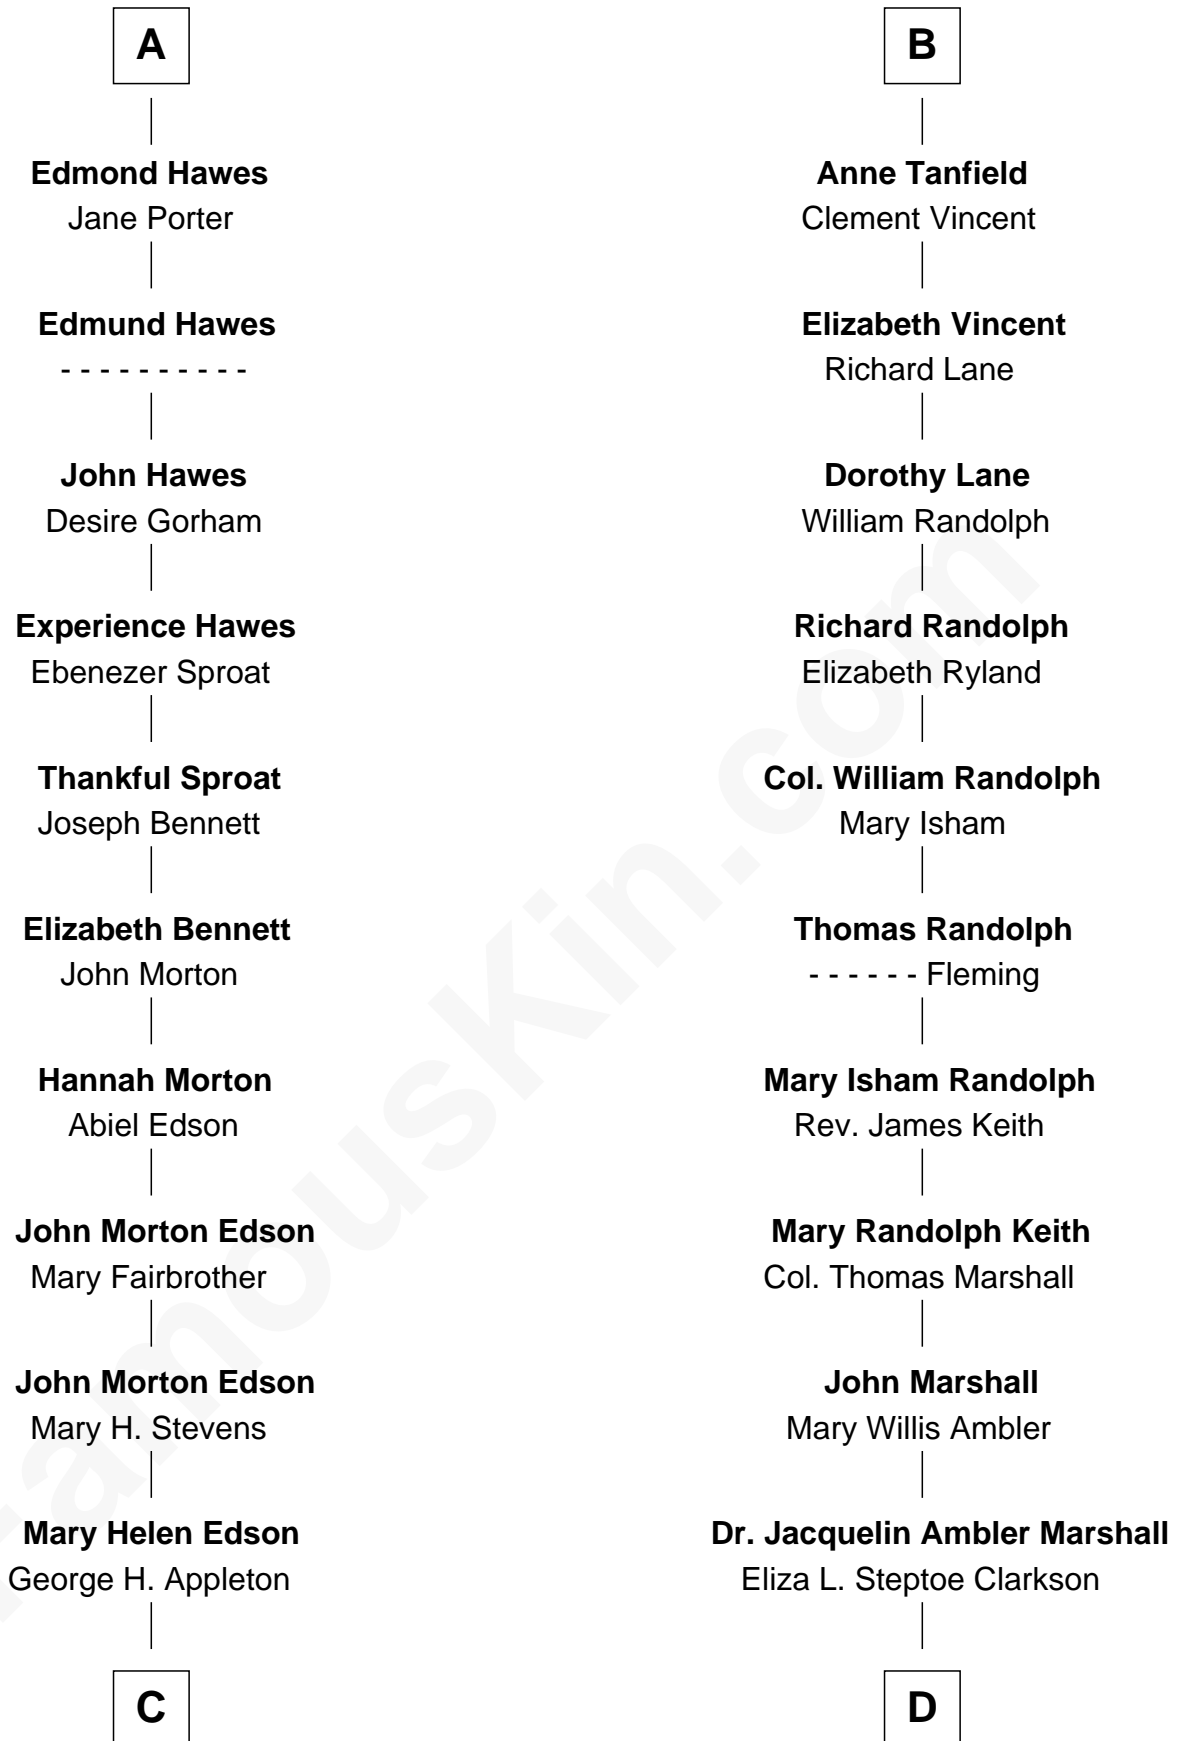 A
Edmond Hawes
Jane Porter
Edmund Hawes
- - - - - - - - - -
John Hawes
Desire Gorham
Experience Hawes
Ebenezer Sproat
Thankful Sproat
Joseph Bennett
Elizabeth Bennett
John Morton
Hannah Morton
Abiel Edson
John Morton Edson
Mary Fairbrother
John Morton Edson
Mary H. Stevens
Mary Helen Edson
George H. Appleton
C
B
Anne Tanfield
Clement Vincent
Elizabeth Vincent
Richard Lane
Dorothy Lane
William Randolph
Richard Randolph
Elizabeth Ryland
Col. William Randolph
Mary Isham
Thomas Randolph
- - - - - - Fleming
Mary Isham Randolph
Rev. James Keith
Mary Randolph Keith
Col. Thomas Marshall
John Marshall
Mary Willis Ambler
Dr. Jacquelin Ambler Marshall
Eliza L. Steptoe Clarkson
D
FamousKin.com